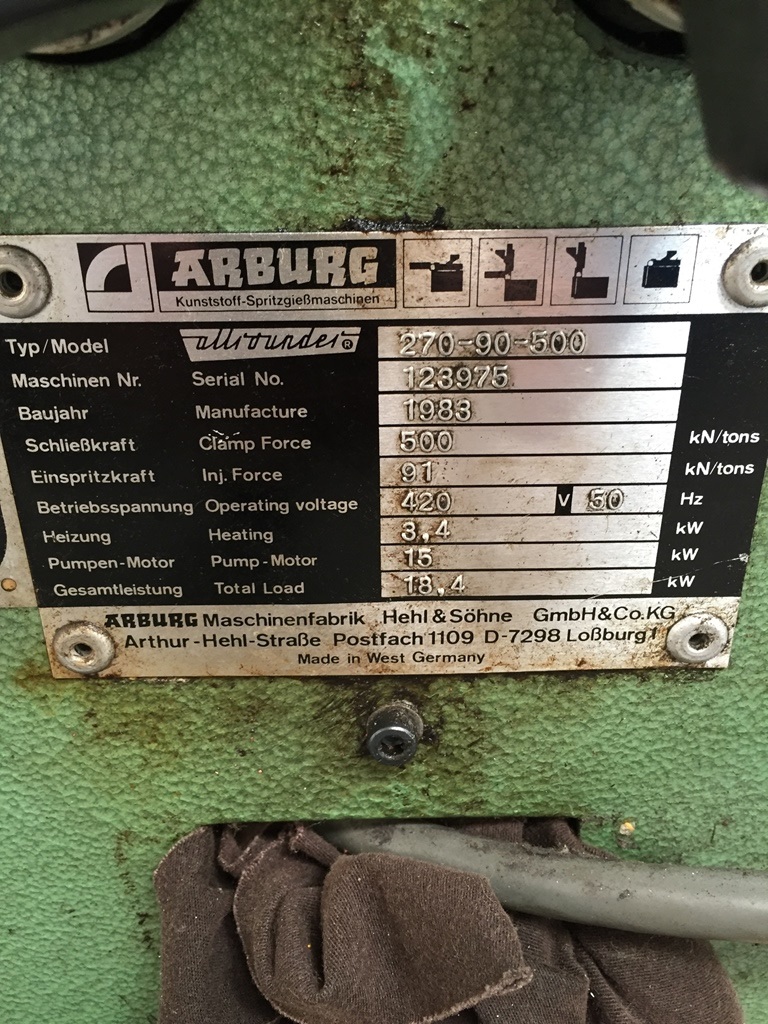 ARBURG
Kunststoff-Spritzgießmaschinen
Typ/Model allrounder® 270-90-500
Maschinen Nr. Serial No. 123975
Baujahr Manufacture 1983
Schließkraft Clamp Force 500 kN/tons
Einspritzkraft Inj. Force 91 kN/tons
Betriebsspannung Operating voltage 420 V 50 Hz
Heizung Heating 3,4 kW
Pumpen-Motor Pump-Motor 15 kW
Gesamtleistung Total Load 18,4 kW
ARBURG Maschinenfabrik Hehl & Söhne GmbH & Co. KG
Arthur-Hehl-Straße Postfach 1109 D-7298 Loßburg 1
Made in West Germany